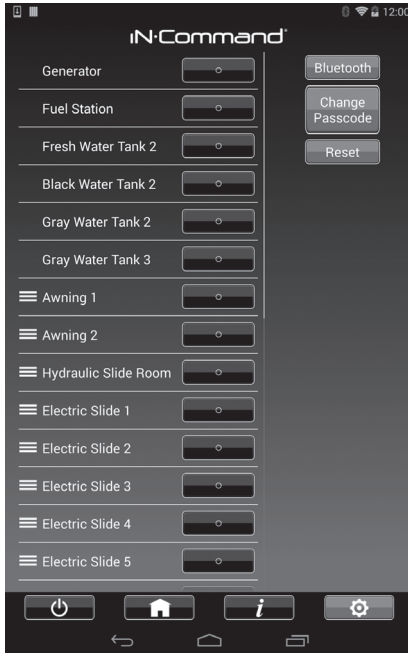 12:00
iN·Command
Generator
Fuel Station
Fresh Water Tank 2
Black Water Tank 2
Gray Water Tank 2
Gray Water Tank 3
Awning 1
Awning 2
Hydraulic Slide Room
Electric Slide 1
Electric Slide 2
Electric Slide 3
Electric Slide 4
Electric Slide 5
Bluetooth
Change
Passcode
Reset
i